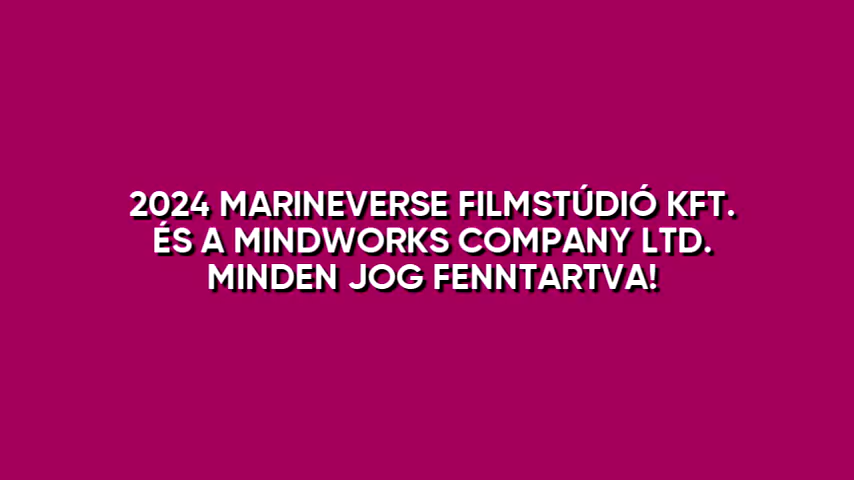 2024 MARINEVERSE FILMSTÚDIÓ KFT.
ÉS A MINDWORKS COMPANY LTD.
MINDEN JOG FENNTARTVA!